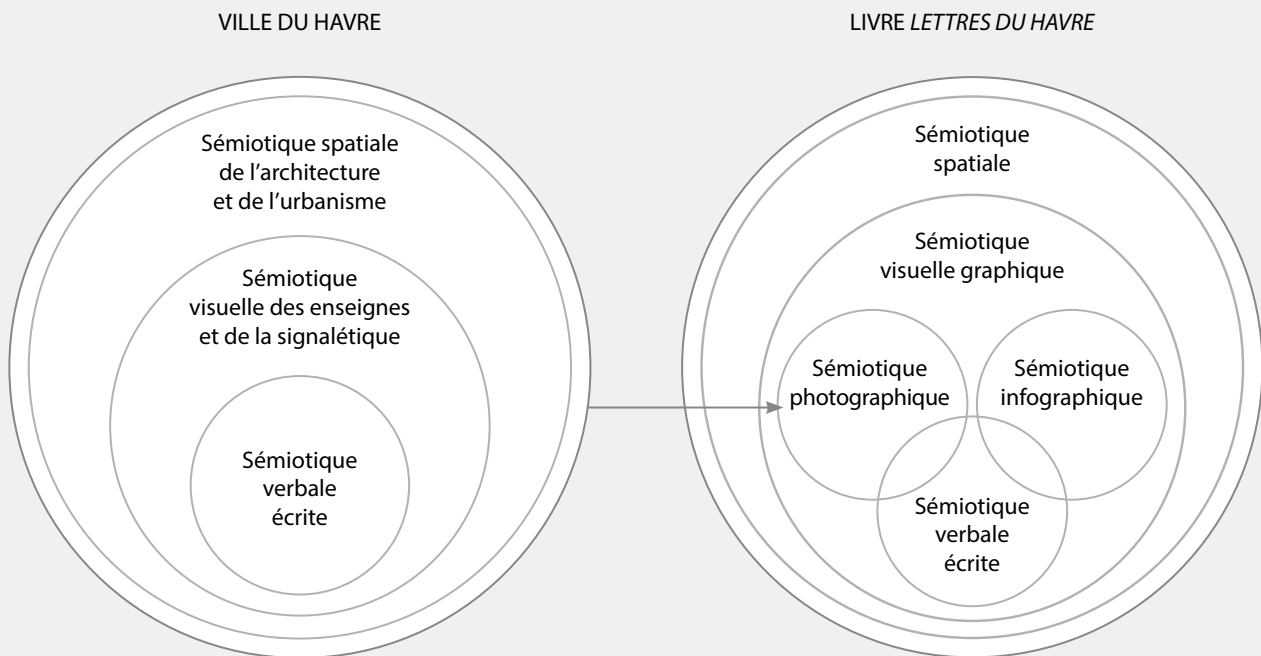 VILLE DU HAVRE
Sémiotique spatiale
de l’architecture
et de l’urbanisme
Sémiotique
visuelle des enseignes
et de la signalétique
Sémiotique
verbale
écrite
LIVRE LETTRES DU HAVRE
Sémiotique
spatiale
Sémiotique
visuelle graphique
Sémiotique
photographique
Sémiotique
infographique
Sémiotique
verbale
écrite